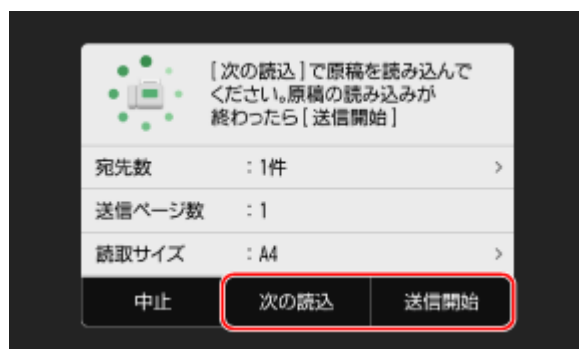 [次の読込]で原稿を読み込んで
ください。原稿の読み込みが
終わったら[送信開始]
宛先数 :1件 >
送信ページ数 :1
読取サイズ :A4 >
中止 次の読込 送信開始